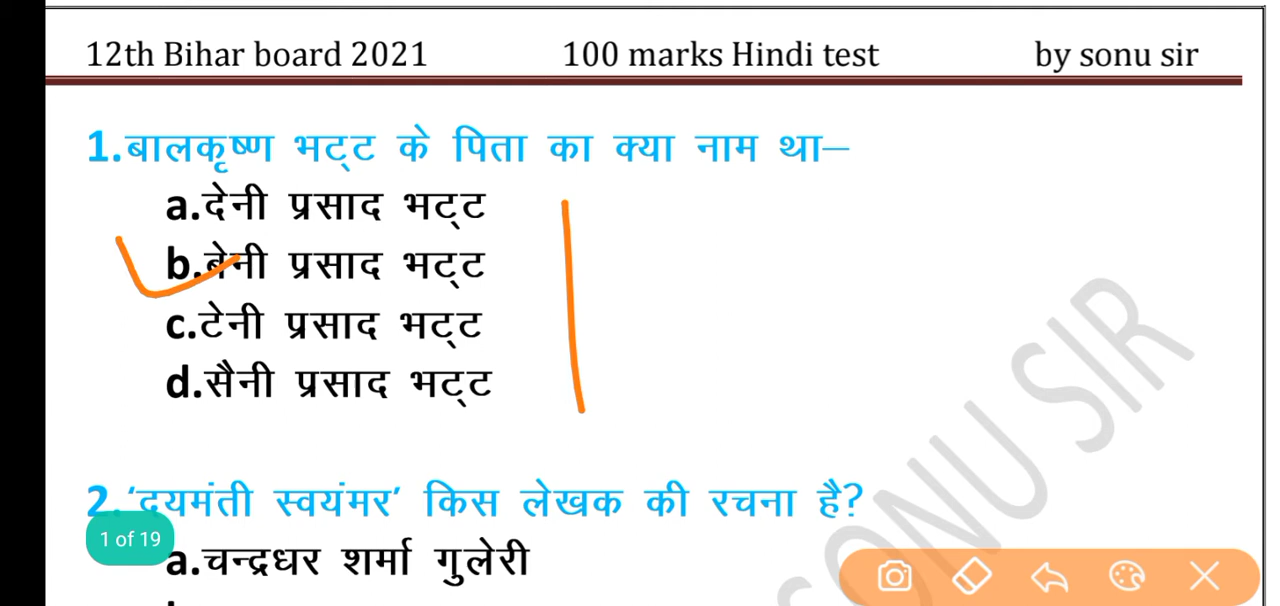 12th Bihar board 2021 100 marks Hindi test by sonu sir
1.बालकृष्ण भट्ट के पिता का क्या नाम था–
a.देनी प्रसाद भट्ट
b.बेनी प्रसाद भट्ट
c.टेनी प्रसाद भट्ट
d.सैनी प्रसाद भट्ट
2.‘दयमंती स्वयंमर’ किस लेखक की रचना है?
1 of 19
a.चन्द्रधर शर्मा गुलेरी
SONU SIR